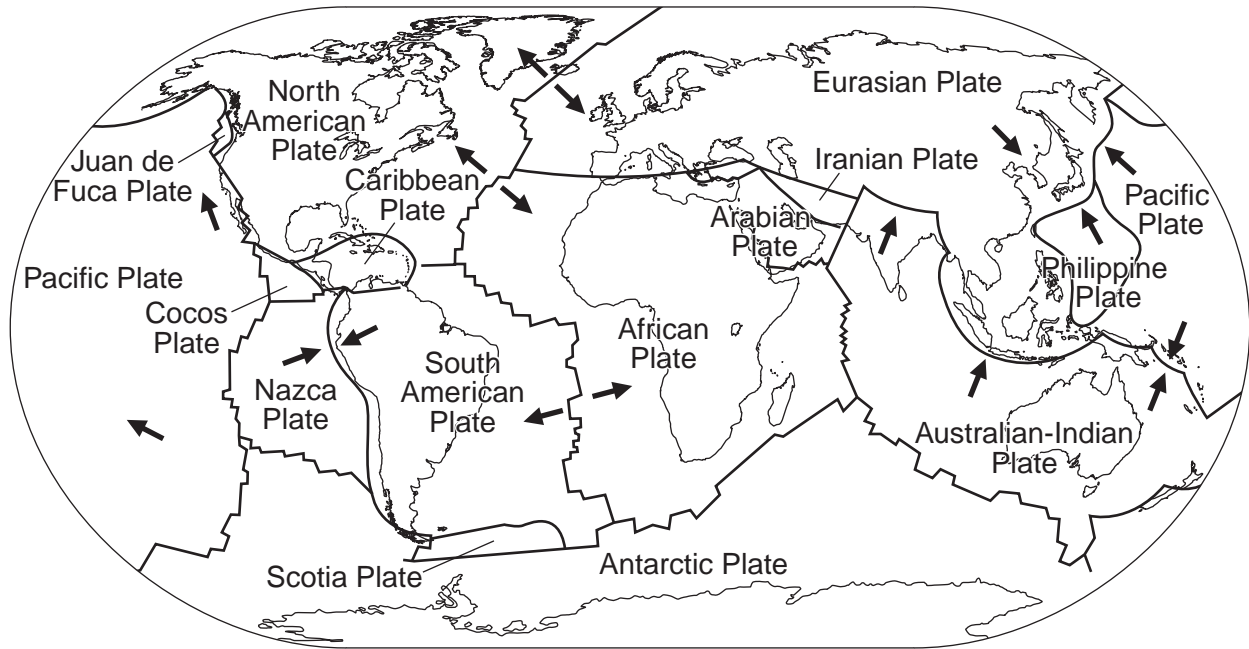 North
American
Plate
Eurasian Plate
Juan de
Fuca Plate
Caribbean
Plate
Iranian Plate
Arabian
Plate
Pacific
Plate
Pacific Plate
Cocos
Plate
Philippine
Plate
African
Plate
Nazca
Plate
South
American
Plate
Australian-Indian
Plate
Scotia Plate
Antarctic Plate